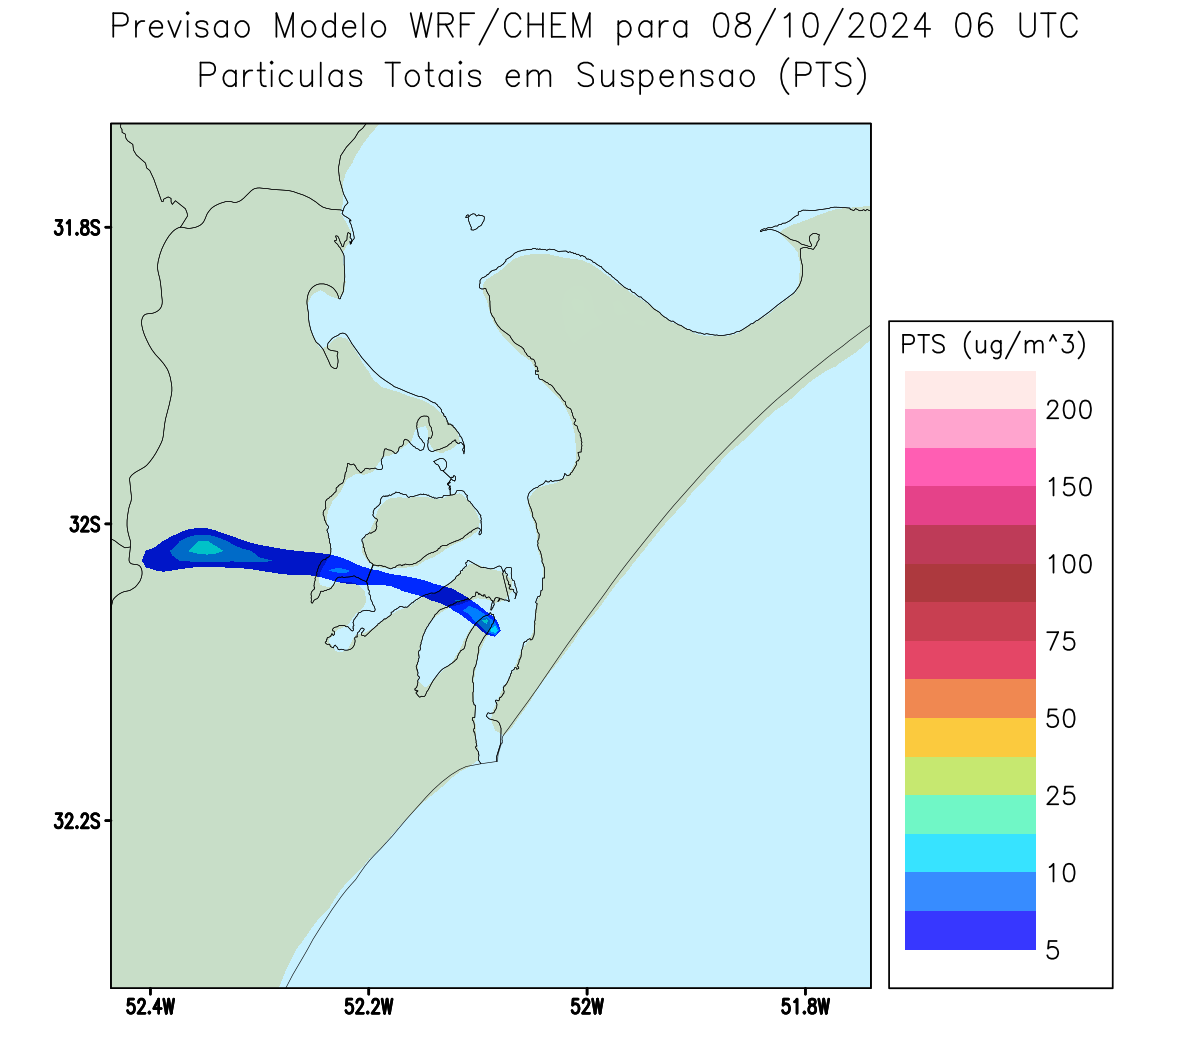 Previsao Modelo WRF/CHEM para 08/10/2024 06 UTC
Particulas Totais em Suspensao (PTS)
31.8S
32S
32.2S
52.4W
52.2W
52W
51.8W
PTS (ug/m^3)
200
150
100
75
50
25
10
5